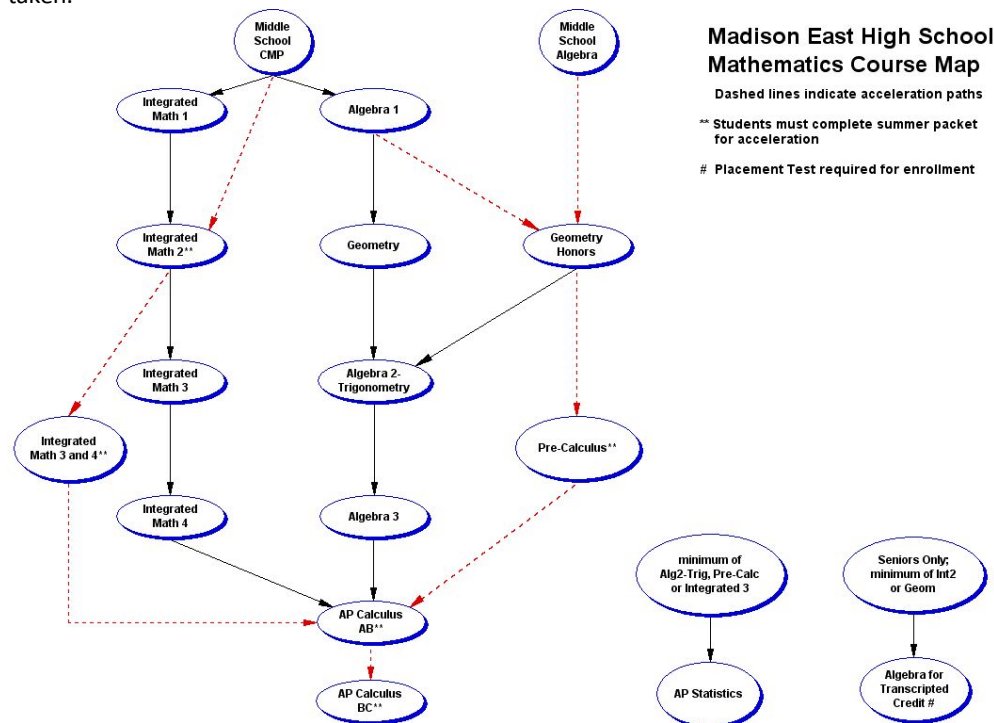 taken.
Middle
School
CMP
Middle
School
Algebra
Madison East High School
Mathematics Course Map
Dashed lines indicate acceleration paths
** Students must complete summer packet
for acceleration
# Placement Test required for enrollment
Integrated
Math 1
Algebra 1
Integrated
Math 2**
Geometry
Geometry
Honors
Integrated
Math 3
Algebra 2-
Trigonometry
Integrated
Math 3 and 4**
Pre-Calculus**
Integrated
Math 4
Algebra 3
minimum of
Alg2-Trig, Pre-Calc
or Integrated 3
Seniors Only;
minimum of Int2
or Geom
AP Calculus
AB**
AP Calculus
BC**
AP Statistics
Algebra for
Transcripted
Credit #